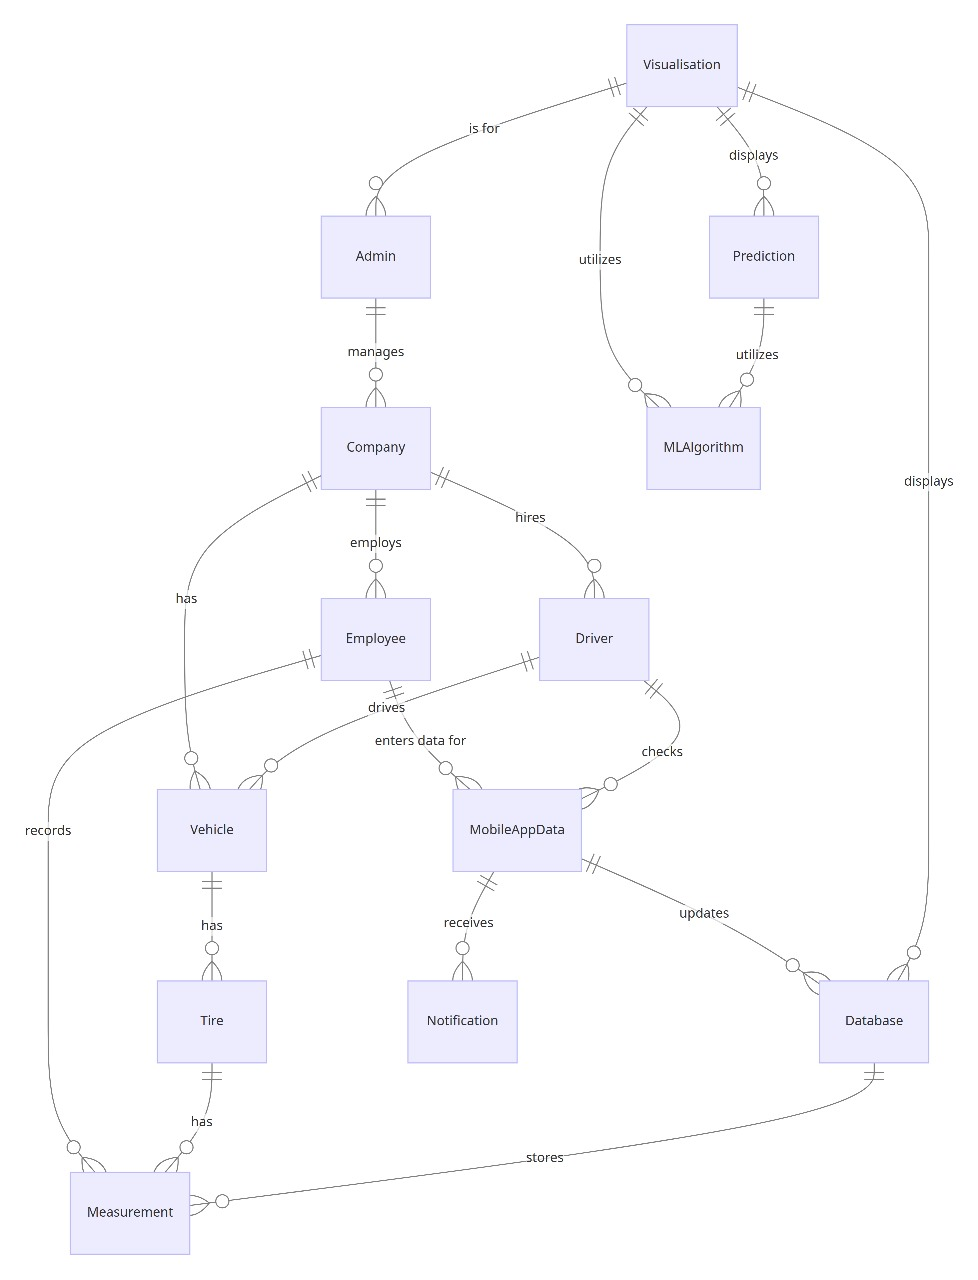 Visualisation
is for
displays
Admin
utilizes
Prediction
manages
utilizes
Company
MLAlgorithm
displays
hires
employs
has
Employee
Driver
drives
enters data for
checks
records
Vehicle
MobileAppData
has
receives
updates
Tire
Notification
Database
has
stores
Measurement